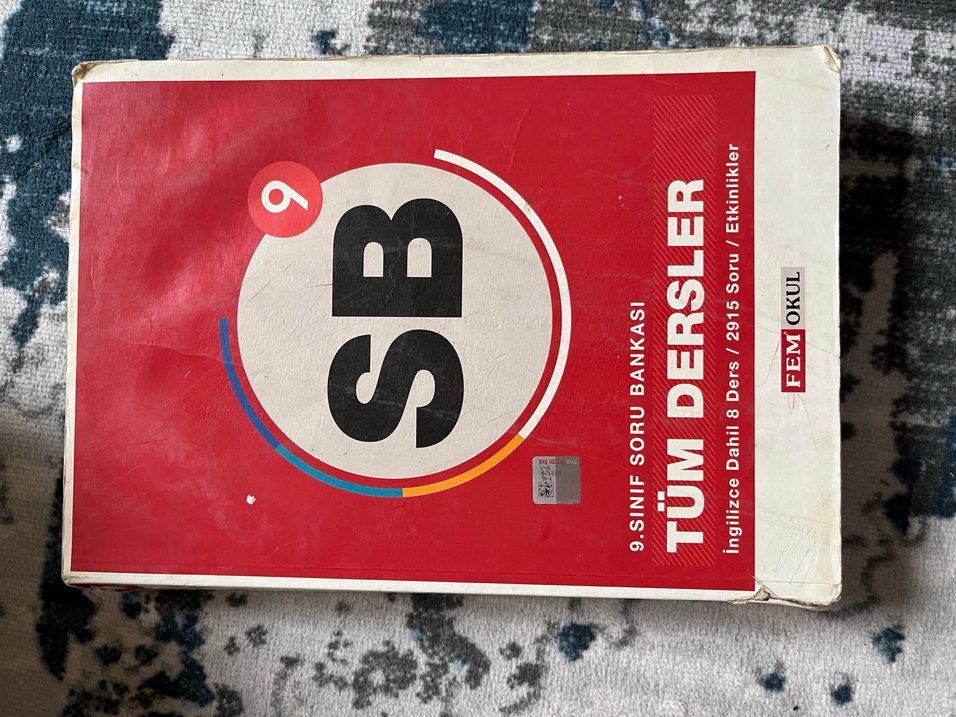 9
SB
9.SINIF SORU BANKASI
TÜM DERSLER
İngilizce Dahil 8 Ders / 2915 Soru / Etkinlikler
FEM OKUL